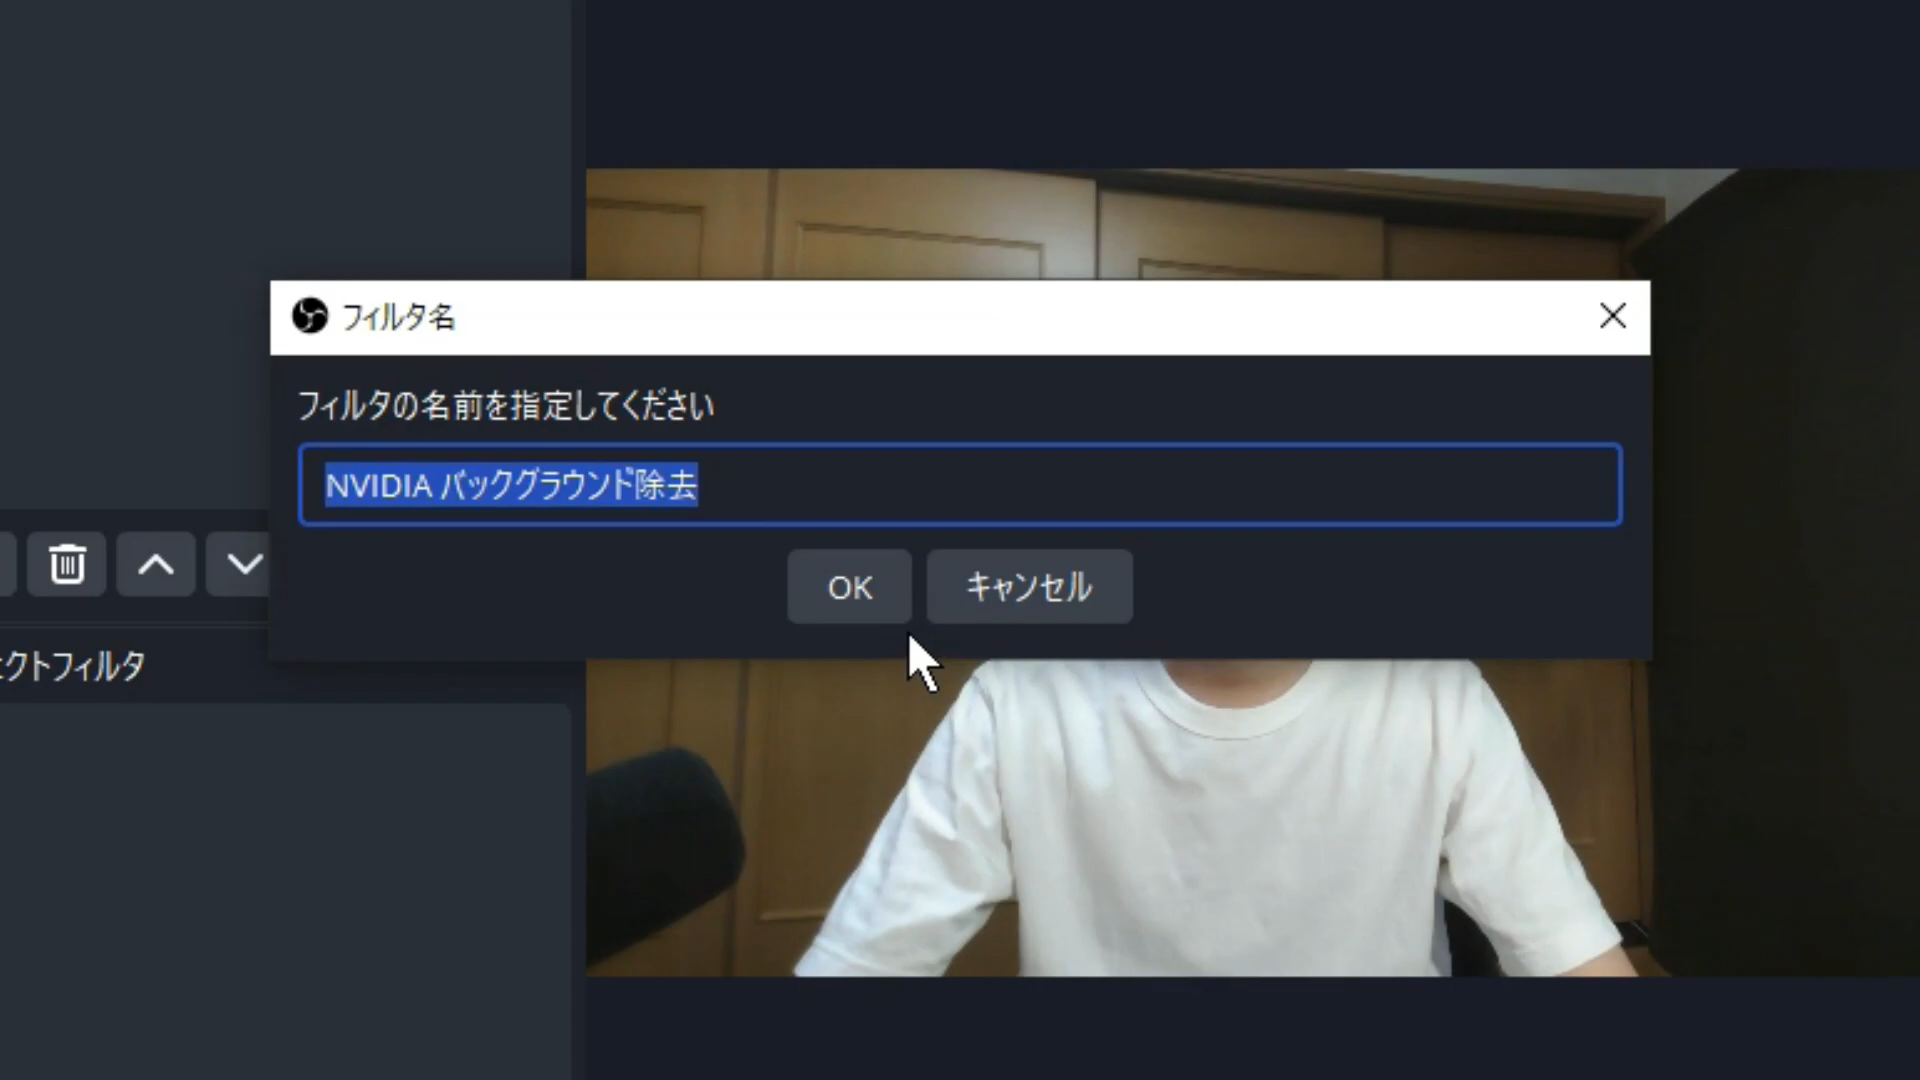 フィルタ名
フィルタの名前を指定してください
NVIDIA バックグラウンド除去
OK キャンセル
クトフィルタ